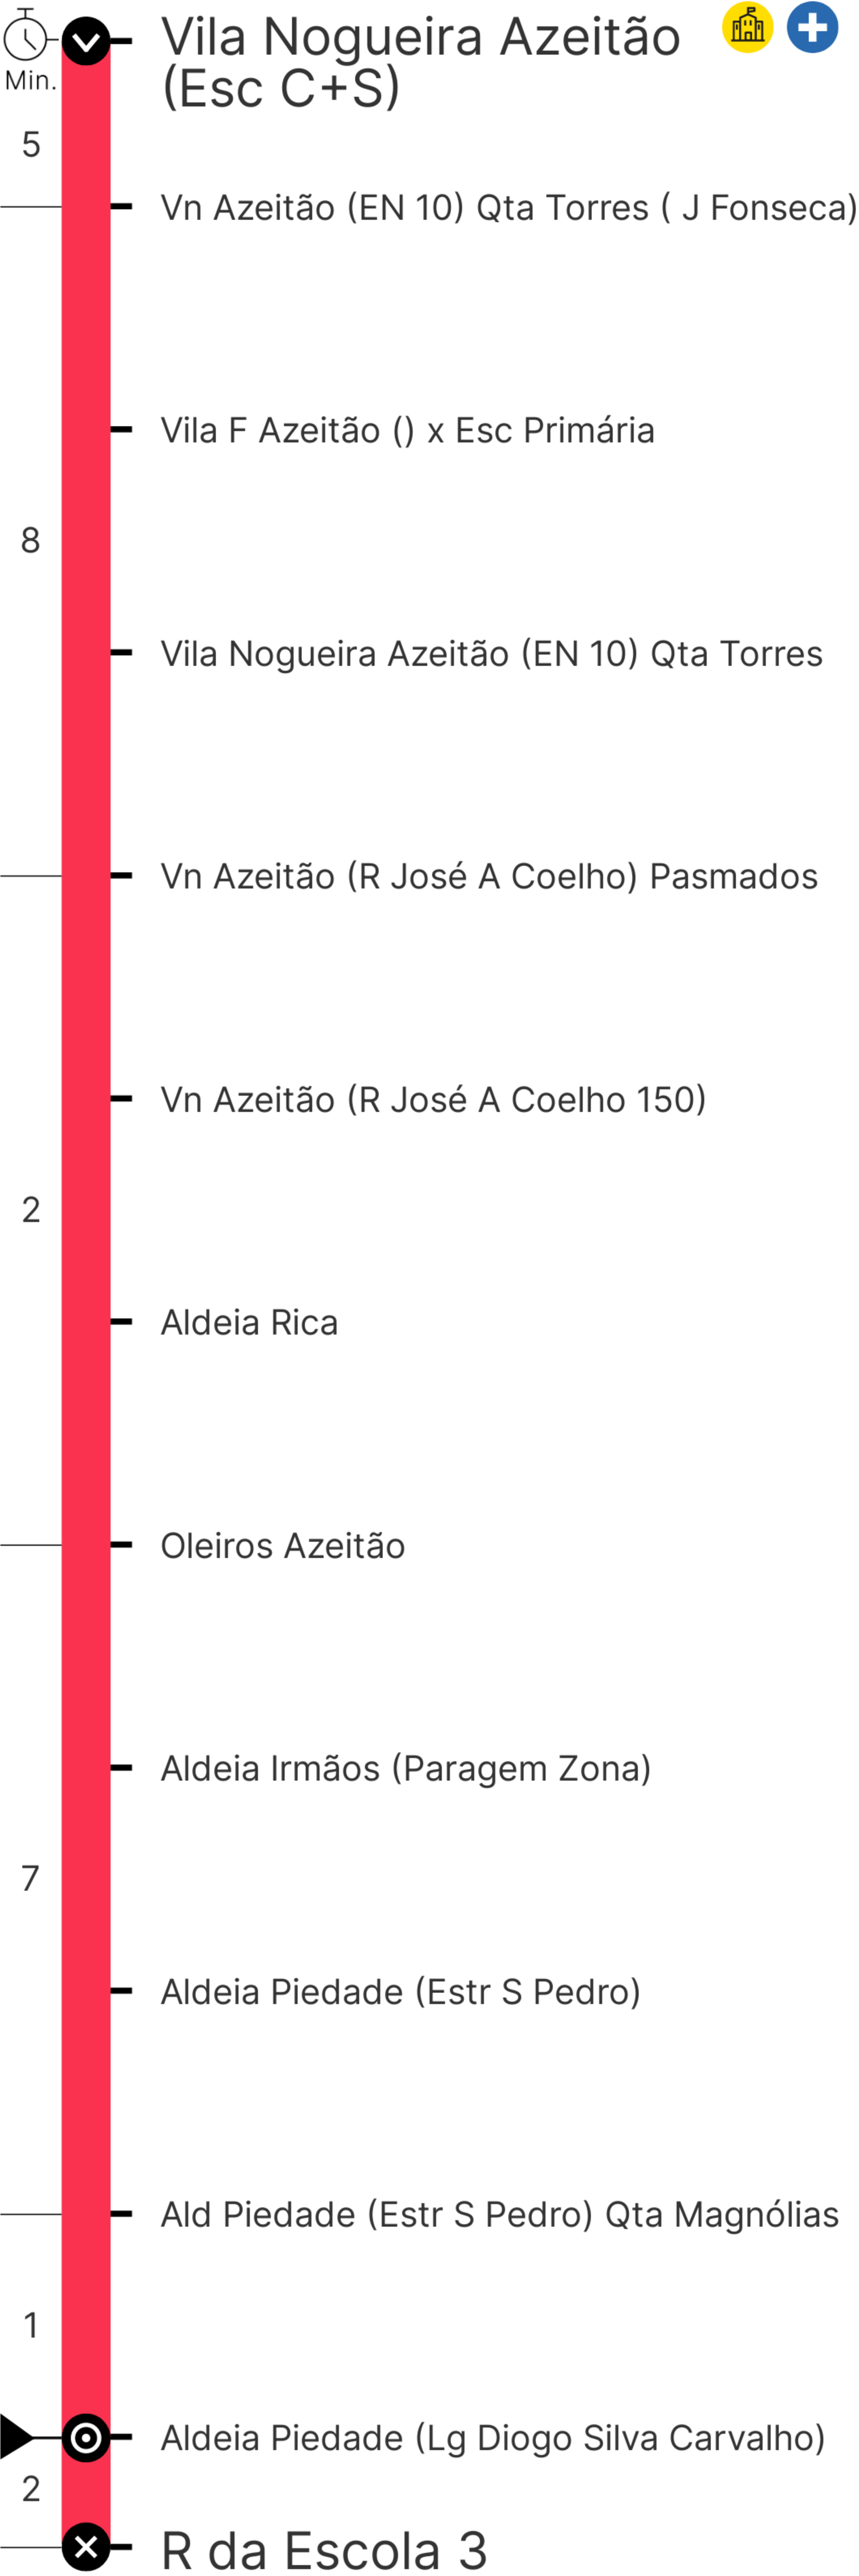 Vila Nogueira Azeitão
(Esc C+S)
Min.
5
Vn Azeitão (EN 10) Qta Torres ( J Fonseca)
Vila F Azeitão () x Esc Primária
8
Vila Nogueira Azeitão (EN 10) Qta Torres
Vn Azeitão (R José A Coelho) Pasmados
Vn Azeitão (R José A Coelho 150)
2
Aldeia Rica
Oleiros Azeitão
Aldeia Irmãos (Paragem Zona)
7
Aldeia Piedade (Estr S Pedro)
Ald Piedade (Estr S Pedro) Qta Magnólias
1
Aldeia Piedade (Lg Diogo Silva Carvalho)
2
R da Escola 3